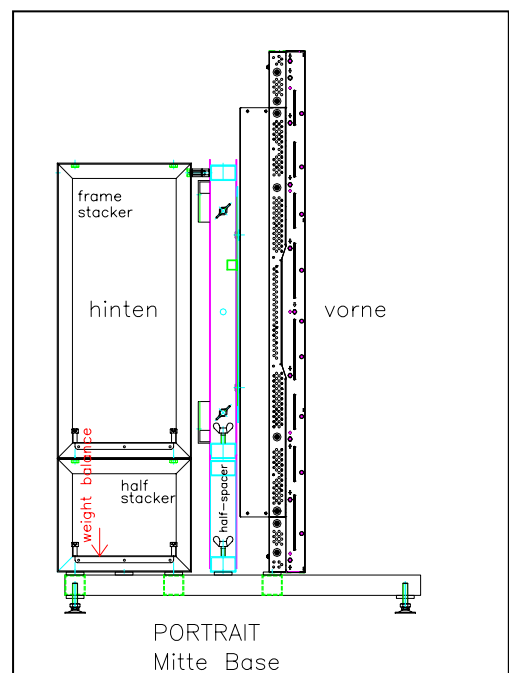 frame
stacker
hinten
vorne
weight balance
half
stacker
half-spacer
PORTRAIT
Mitte Base